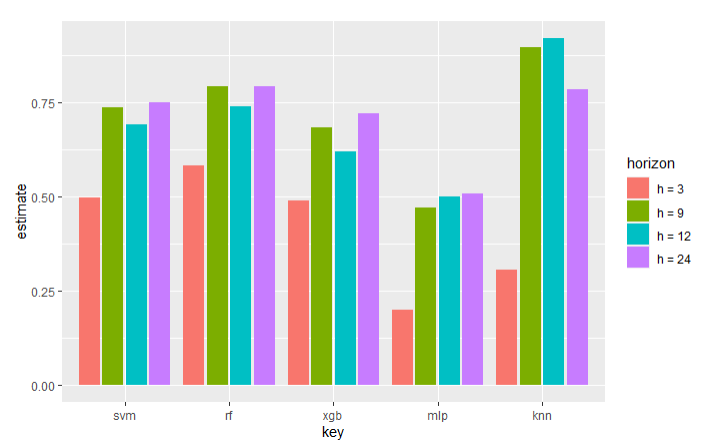 estimate
0.75
0.50
0.25
0.00
svm rf xgb mlp knn
key
horizon
h = 3
h = 9
h = 12
h = 24